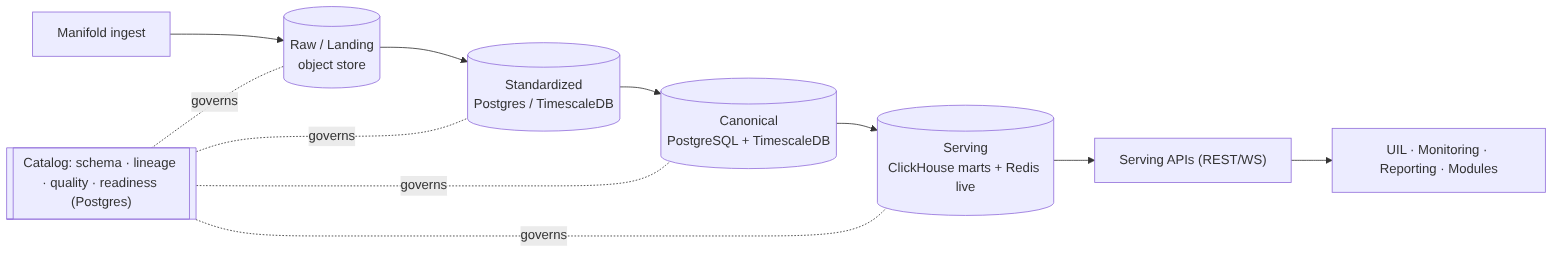 Manifold ingest
Raw / Landing
object store
Standardized
Postgres / TimescaleDB
Canonical
PostgreSQL + TimescaleDB
Serving
ClickHouse marts + Redis
live
Serving APIs (REST/WS)
UIL · Monitoring ·
Reporting · Modules
Catalog: schema · lineage
· quality · readiness
(Postgres)
governs
governs
governs
governs